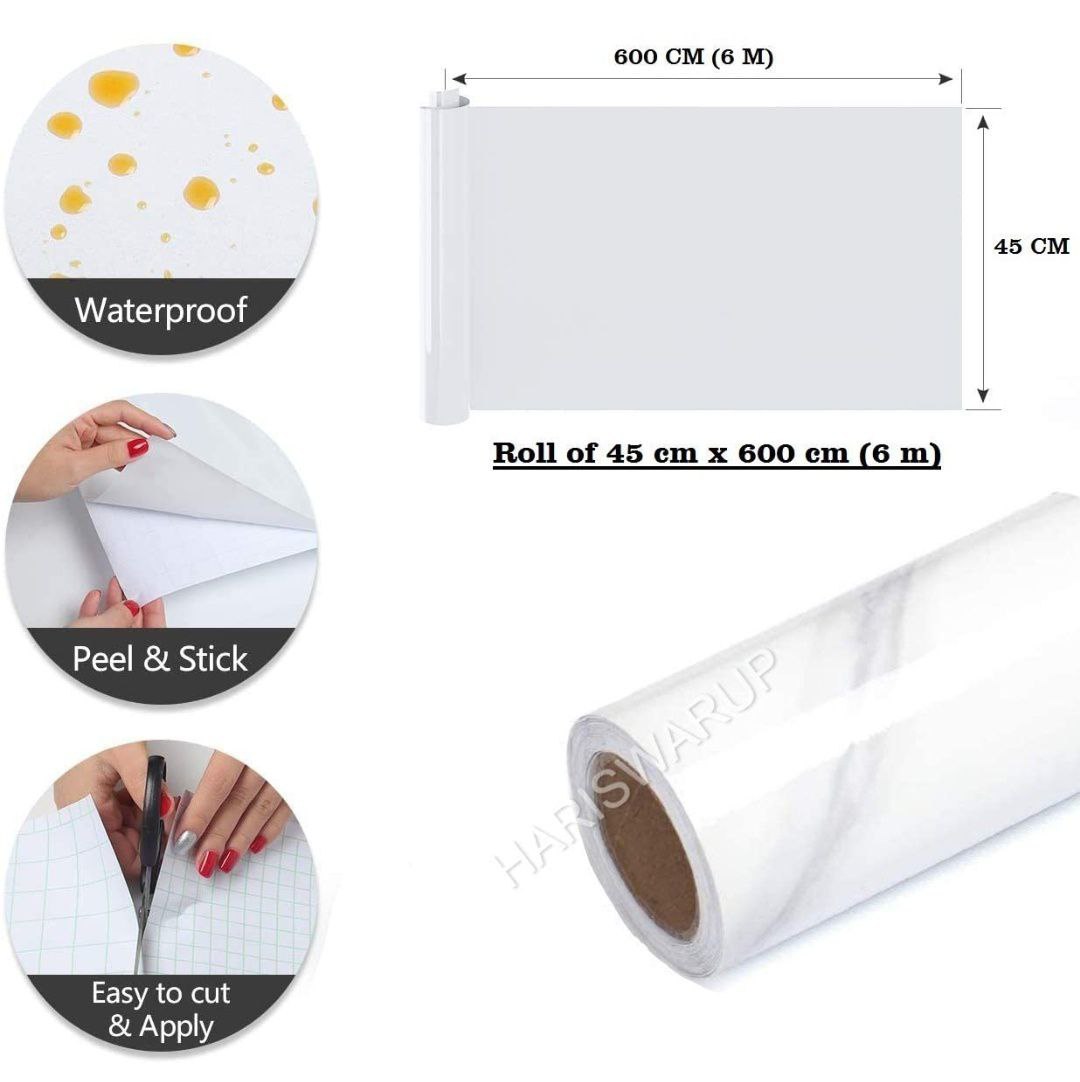 600 CM (6 M)
45 CM
Roll of 45 cm x 600 cm (6 m)
Waterproof
Peel & Stick
Easy to cut
& Apply
HARISWARUP